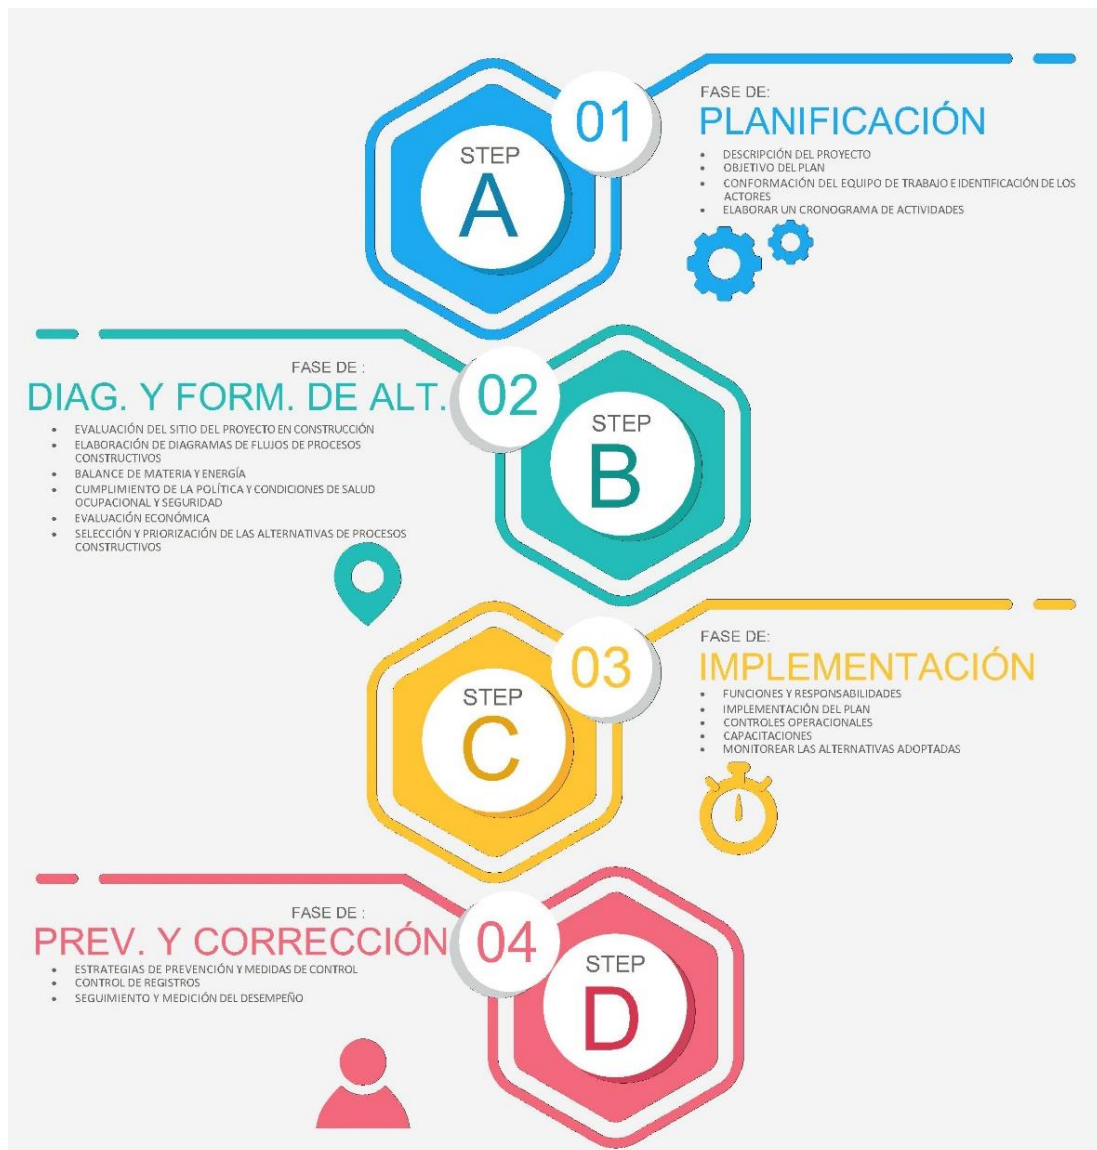 STEP
A
01
FASE DE:
PLANIFICACIÓN
• DESCRIPCIÓN DEL PROYECTO
• OBJETIVO DEL PLAN
• CONFORMACIÓN DEL EQUIPO DE TRABAJO E IDENTIFICACIÓN DE LOS
ACTORES
• ELABORAR UN CRONOGRAMA DE ACTIVIDADES
FASE DE :
DIAG. Y FORM. DE ALT.
• EVALUACIÓN DEL SITIO DEL PROYECTO EN CONSTRUCCIÓN
• ELABORACIÓN DE DIAGRAMAS DE FLUJOS DE PROCESOS
CONSTRUCTIVOS
• BALANCE DE MATERIA Y ENERGÍA
• CUMPLIMIENTO DE LA POLÍTICA Y CONDICIONES DE SALUD
OCUPACIONAL Y SEGURIDAD
• EVALUACIÓN ECONÓMICA
• SELECCIÓN Y PRIORIZACIÓN DE LAS ALTERNATIVAS DE PROCESOS
CONSTRUCTIVOS
02
STEP
B
STEP
C
03
FASE DE:
IMPLEMENTACIÓN
• FUNCIONES Y RESPONSABILIDADES
• IMPLEMENTACIÓN DEL PLAN
• CONTROLES OPERACIONALES
• CAPACITACIONES
• MONITOREAR LAS ALTERNATIVAS ADOPTADAS
FASE DE :
PREV. Y CORRECCIÓN
• ESTRATEGIAS DE PREVENCIÓN Y MEDIDAS DE CONTROL
• CONTROL DE REGISTROS
• SEGUIMIENTO Y MEDICIÓN DEL DESEMPEÑO
04
STEP
D